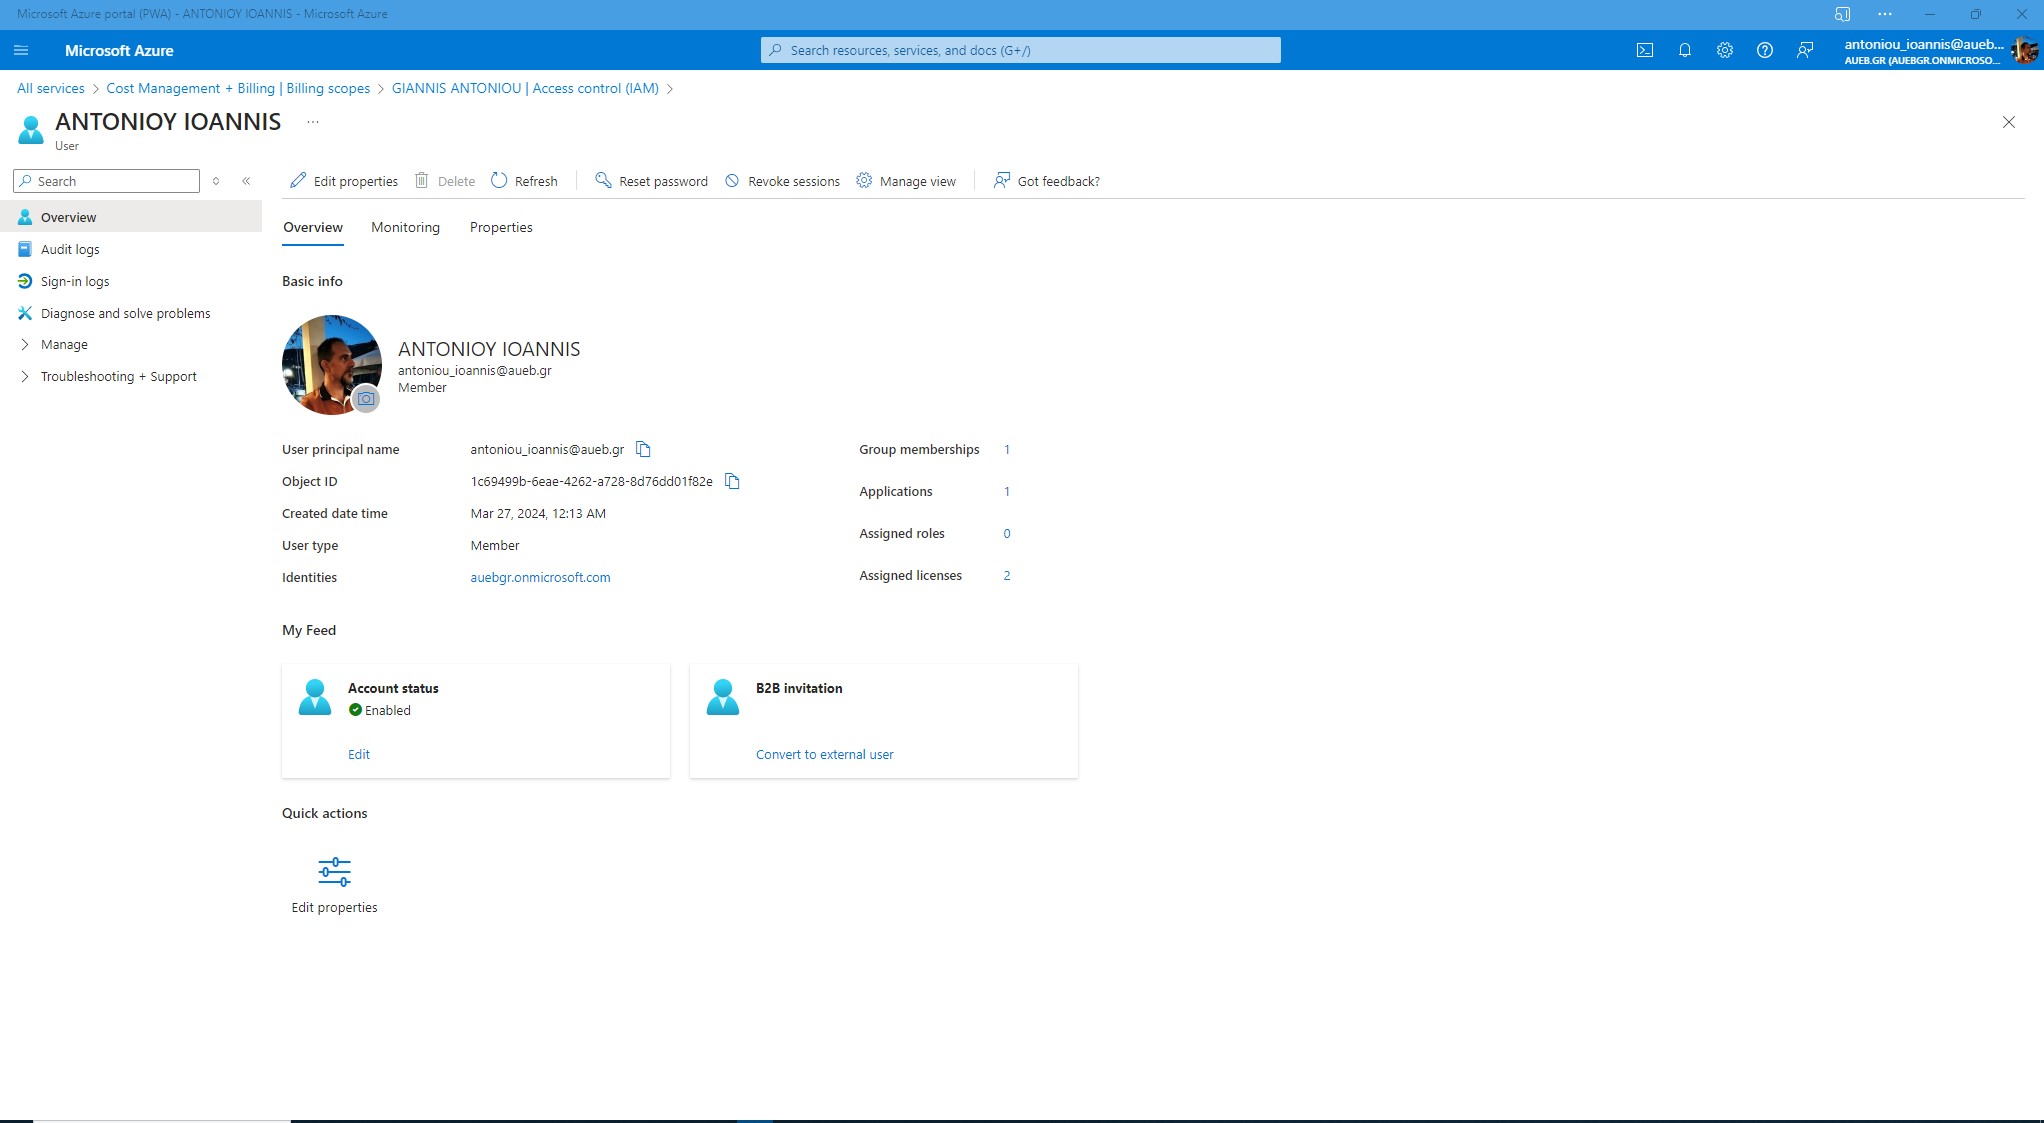 Microsoft Azure portal (PWA) - ANTONIOY IOANNIS - Microsoft Azure
Microsoft Azure
Search resources, services, and docs (G+/)
antoniou_ioannis@aueb...
AUEB.GR (AUEBGR.ONMICROSO...
All services > Cost Management + Billing | Billing scopes > GIANNIS ANTONIOU | Access control (IAM) >
ANTONIOY IOANNIS ...
User
Search
Edit properties Delete Refresh Reset password Revoke sessions Manage view Got feedback?
Overview
Audit logs
Sign-in logs
Diagnose and solve problems
Manage
Troubleshooting + Support
Overview Monitoring Properties
Basic info
ANTONIOY IOANNIS
antoniou_ioannis@aueb.gr
Member
User principal name antoniou_ioannis@aueb.gr
Object ID 1c69499b-6eae-4262-a728-8d76dd01f82e
Created date time Mar 27, 2024, 12:13 AM
User type Member
Identities auebgr.onmicrosoft.com
Group memberships 1
Applications 1
Assigned roles 0
Assigned licenses 2
My Feed
Account status
Enabled
Edit
B2B invitation
Convert to external user
Quick actions
Edit properties